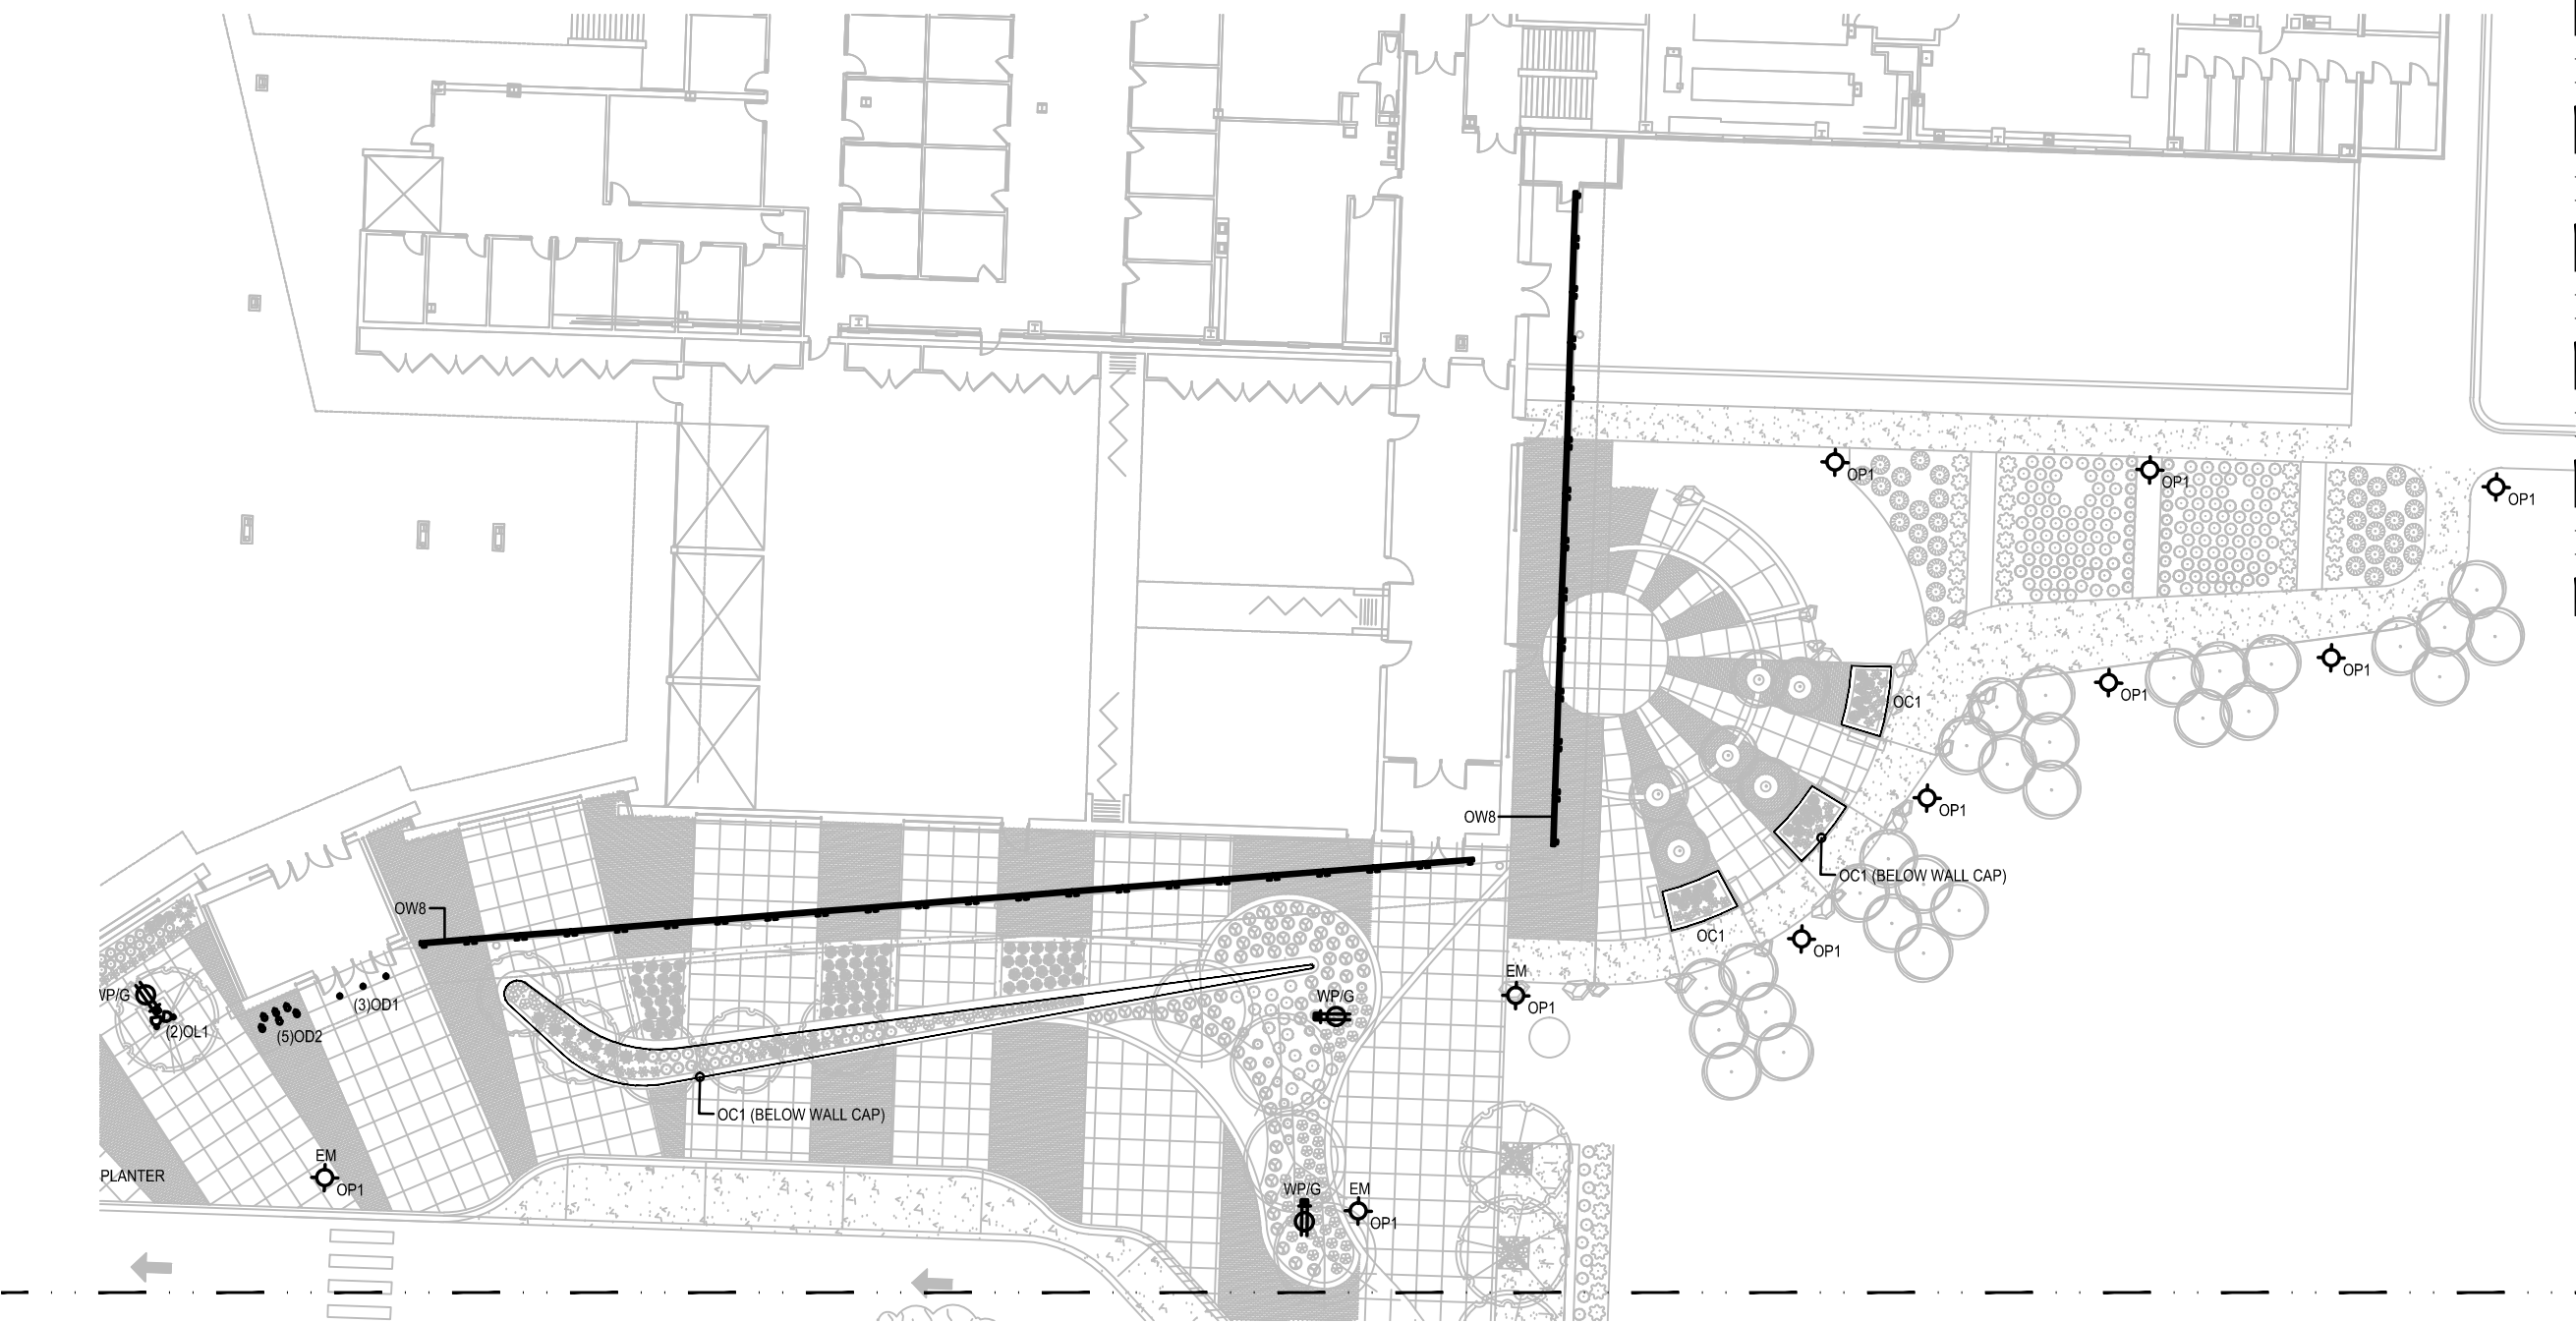 OP1
OP1
OP1
OP1
OP1
OC1
OP1
OW8
OC1 (BELOW WALL CAP)
OW8
OC1
OP1
EM
OP1
WP/G
WP/G
(3)OD1
(2)OL1
(5)OD2
OC1 (BELOW WALL CAP)
EM
OP1
PLANTER
WP/G
EM
OP1